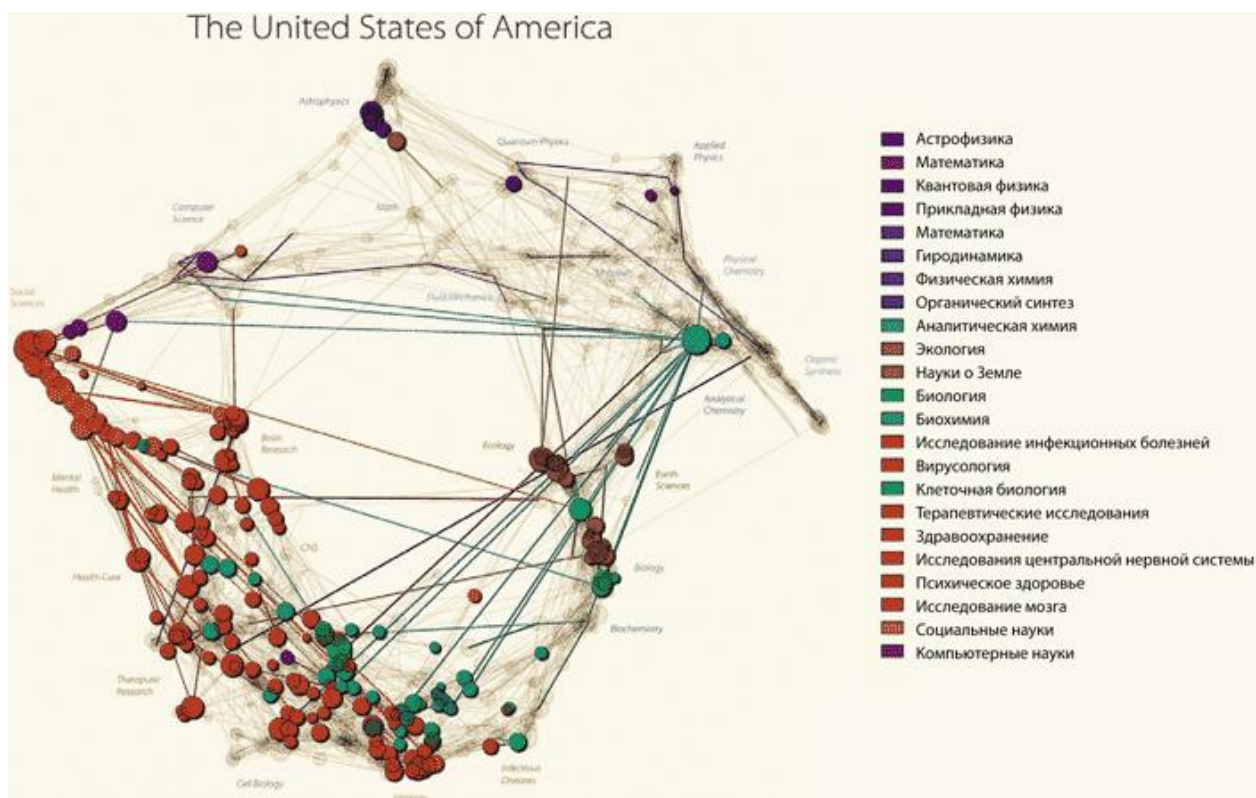 The United States of America
Astrophysics
Quantum Physics
Applied
Physics
Computer
Science
Math
Physical
Chemistry
Social
Sciences
Fluid Mechanics
Organic
Synthesis
Analytical
Chemistry
Brain
Research
Ecology
Earth
Sciences
Mental
Health
CNS
Health Care
Biology
Biochemistry
Therapeutic
Research
Cell Biology
Infectious
Diseases
Астрофизика
Математика
Квантовая физика
Прикладная физика
Математика
Гиродинамика
Физическая химия
Органический синтез
Аналитическая химия
Экология
Науки о Земле
Биология
Биохимия
Исследование инфекционных болезней
Вирусология
Клеточная биология
Терапевтические исследования
Здравоохранение
Исследования центральной нервной системы
Психическое здоровье
Исследование мозга
Социальные науки
Компьютерные науки